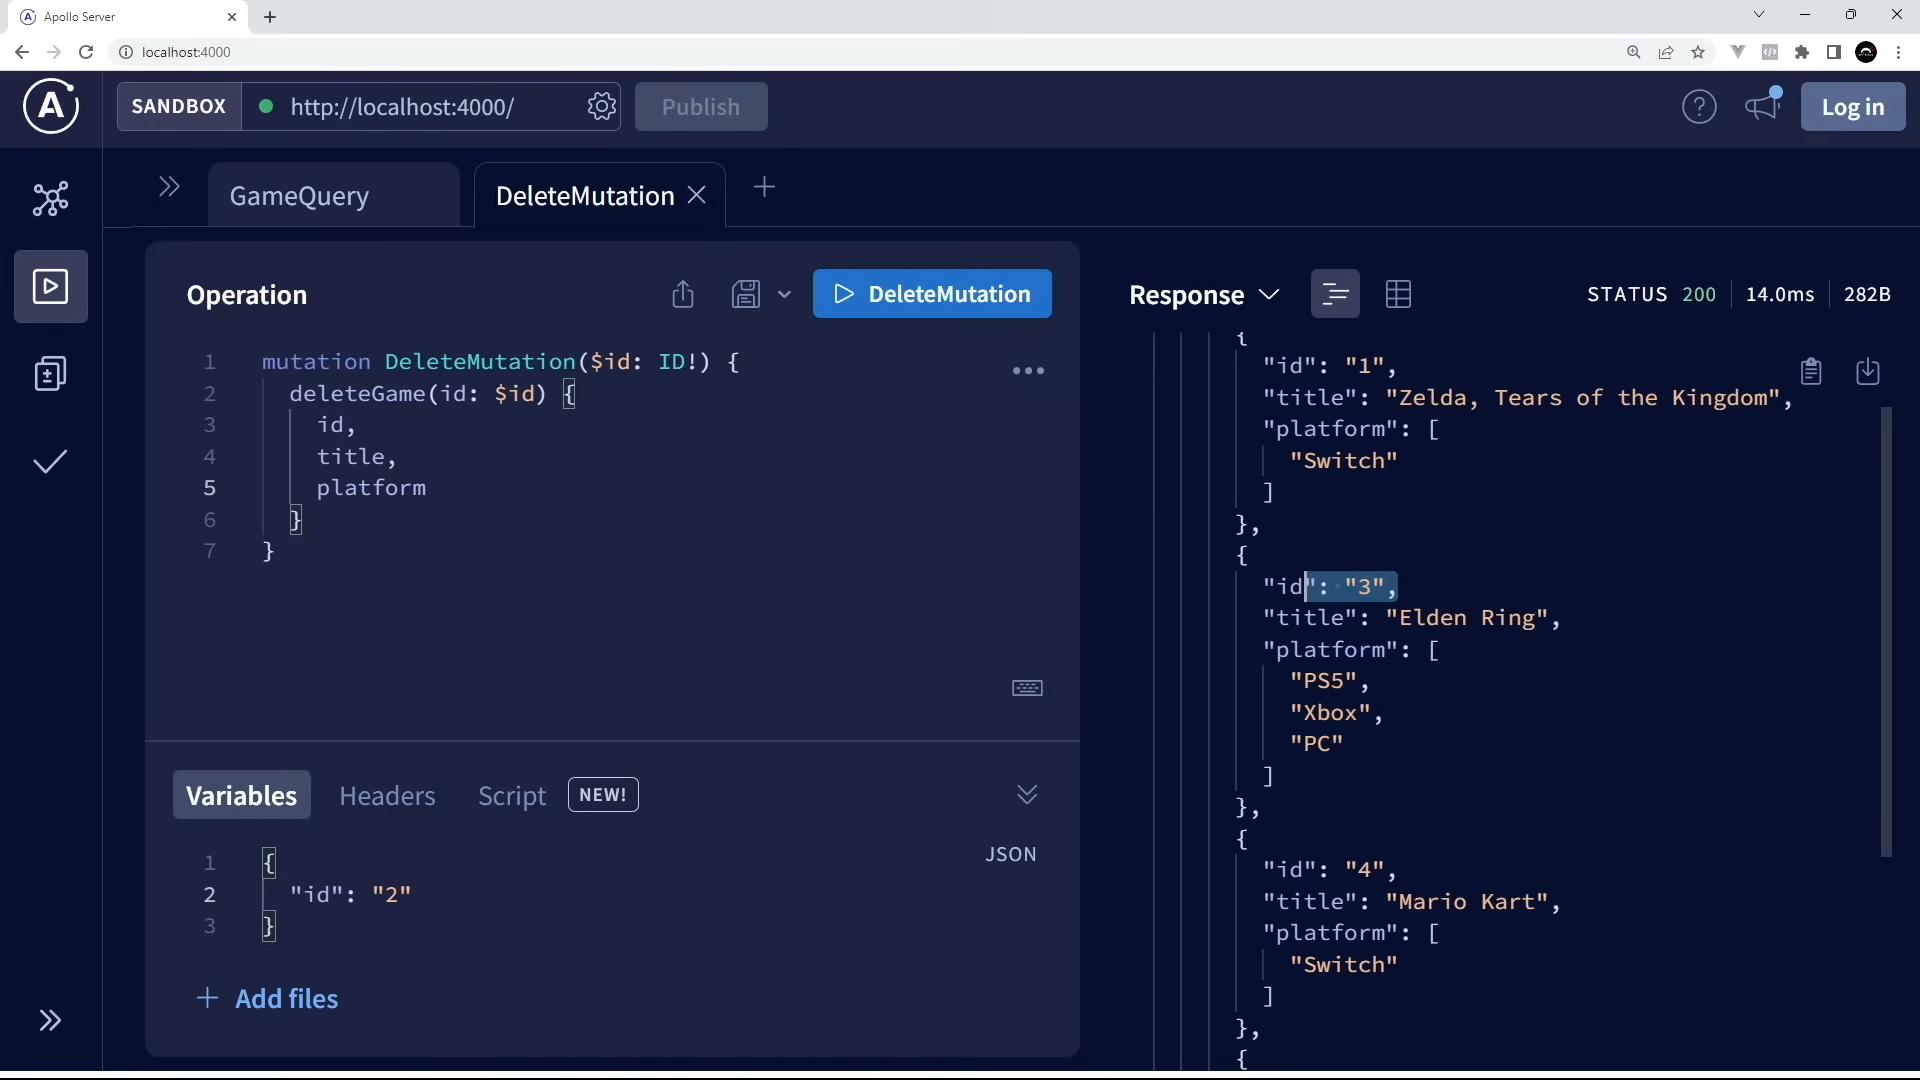 Apollo Server
localhost:4000
SANDBOX
http://localhost:4000/
Publish
Log in
GameQuery
DeleteMutation
Operation
DeleteMutation
1 mutation DeleteMutation($id: ID!) {
2 deleteGame(id: $id) {
3 id,
4 title,
5 platform
6 }
7 }
Variables
Headers
Script
NEW!
JSON
1 {
2 "id": "2"
3 }
+ Add files
Response
STATUS 200
14.0ms
282B
{
"id": "1",
"title": "Zelda, Tears of the Kingdom",
"platform": [
"Switch"
]
},
{
"id": "3",
"title": "Elden Ring",
"platform": [
"PS5",
"Xbox",
"PC"
]
},
{
"id": "4",
"title": "Mario Kart",
"platform": [
"Switch"
]
},
{